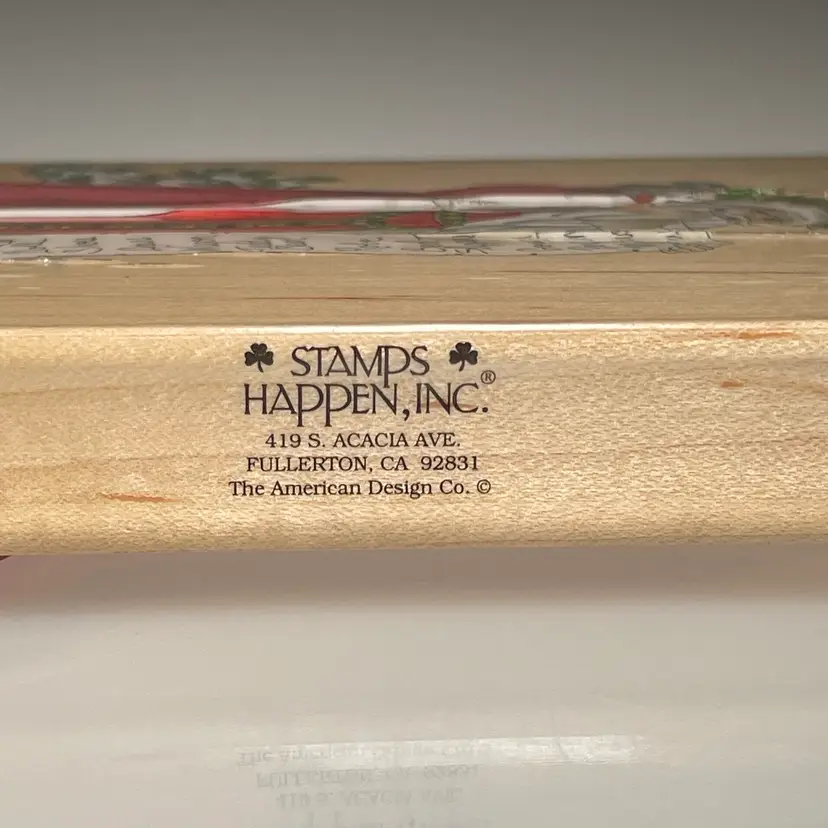 STAMPS
HAPPEN, INC.®
419 S. ACACIA AVE.
FULLERTON, CA 92831
The American Design Co. ©